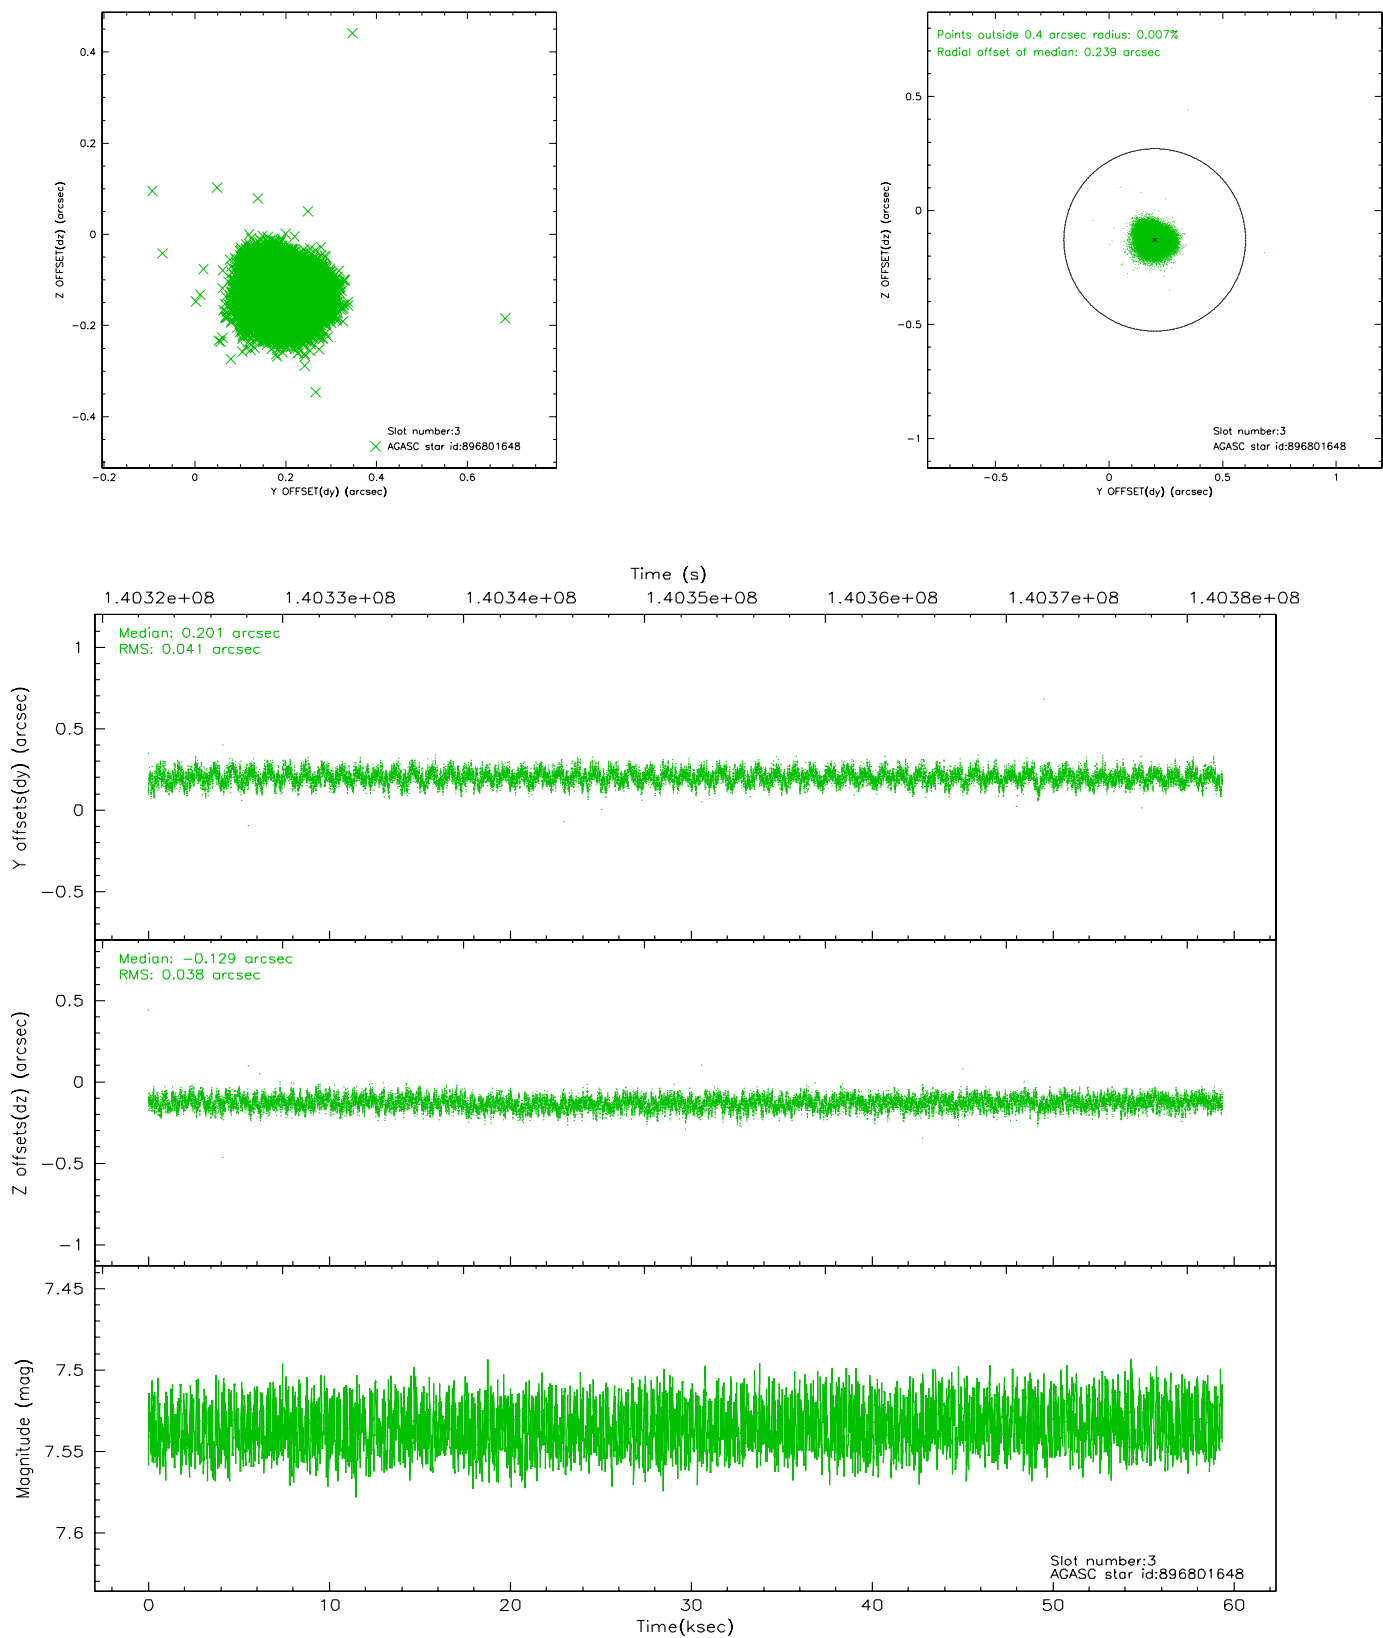 0.4
0.2
0
−0.2
−0.4
Z OFFSET(dz) (arcsec)
Slot number:3
AGASC star id:896801648
−0.2
0
0.2
0.4
0.6
Y OFFSET(dy) (arcsec)
Points outside 0.4 arcsec radius: 0.007%
Radial offset of median: 0.239 arcsec
0.5
0
−0.5
−1
Z OFFSET(dz) (arcsec)
Slot number:3
AGASC star id:896801648
−0.5
0
0.5
1
Y OFFSET(dy) (arcsec)
Time (s)
1.4032e+08
1.4033e+08
1.4034e+08
1.4035e+08
1.4036e+08
1.4037e+08
1.4038e+08
Median: 0.201 arcsec
RMS: 0.041 arcsec
1
0.5
0
−0.5
Y offsets(dy) (arcsec)
Median: −0.129 arcsec
RMS: 0.038 arcsec
0.5
0
−0.5
−1
Z offsets(dz) (arcsec)
7.45
7.5
7.55
7.6
Magnitude (mag)
Slot number:3
AGASC star id:896801648
0
10
20
30
40
50
60
Time(ksec)